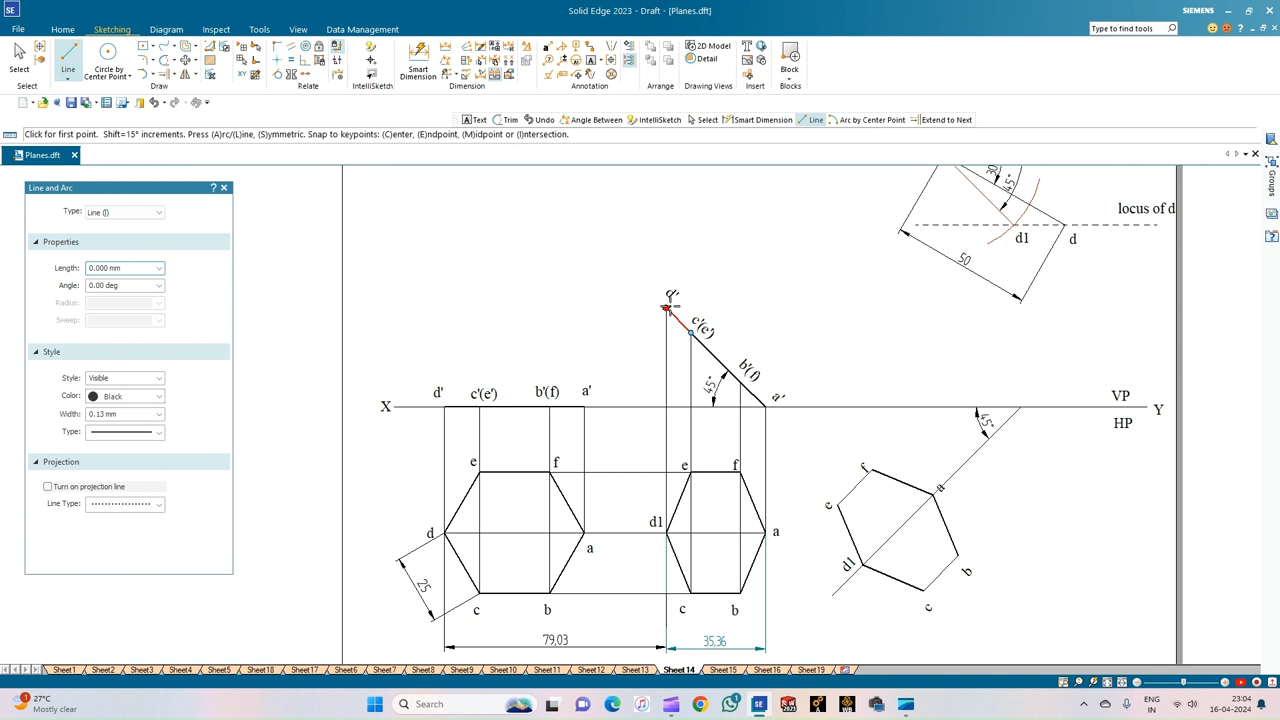 SE
Solid Edge 2023 - Draft - [Planes.dft]
SIEMENS
File Home Sketching Diagram Inspect Tools View Data Management
Type to find tools
Select
Line
Circle by
Center Point
Smart
Dimension
2D Model
Detail
A1
XY
Block
Select Draw Relate IntelliSketch Dimension Annotation Arrange Drawing Views Insert Blocks
Text Trim Undo Angle Between IntelliSketch Select Smart Dimension Line Arc by Center Point Extend to Next
Click for first point. Shift=15° increments. Press (A)rc/(L)ine, (S)ymmetric. Snap to keypoints: (C)enter, (E)ndpoint, (M)idpoint or (I)ntersection.
Planes.dft
Groups
Line and Arc
?
Type: Line (l)
Properties
Length: 0.000 mm
Angle: 0.00 deg
Radius:
Sweep:
Style
Style: Visible
Color: Black
Width: 0.13 mm
Type:
Projection
Turn on projection line
Line Type:
30°
45°
locus of d
d1 d
50
d'
c'(e')
b'(f)
45°
a'
d' c'(e') b'(f) a'
X
VP
HP
Y
45°
e f e f
f
a
e
d a d1 a
d1
b
c
25
c b c b
79,03
35,36
Sheet1 Sheet2 Sheet3 Sheet4 Sheet5 Sheet18 Sheet17 Sheet6 Sheet7 Sheet8 Sheet9 Sheet10 Sheet11 Sheet12 Sheet13 Sheet14 Sheet15 Sheet16 Sheet19
27°C
Mostly clear
Search
ENG
IN
23:04
16-04-2024